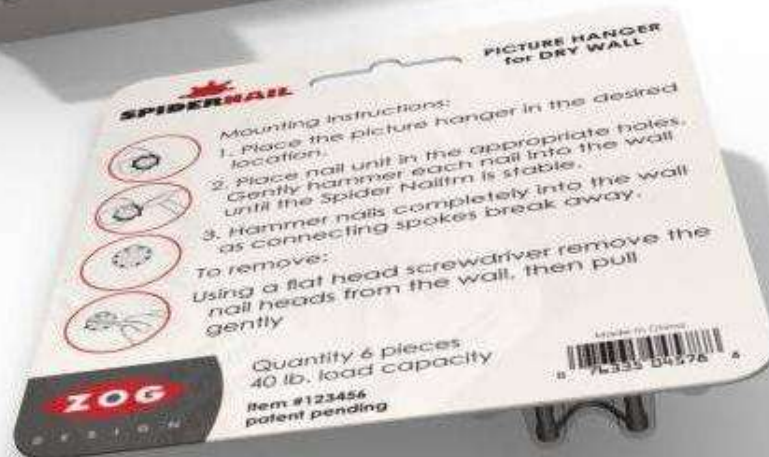 SPIDERNAIL
PICTURE HANGER
for DRY WALL
Mounting Instructions:
1. Place the picture hanger in the desired
location.
2. Place nail unit in the appropriate holes.
Gently hammer each nail into the wall
until the Spider Nailtm is stable.
3. Hammer nails completely into the wall
as connecting spokes break away.
To remove:
Using a flat head screwdriver remove the
nail heads from the wall, then pull
gently
Quantity 6 pieces
40 lb. load capacity
Item #123456
patent pending
ZOG
DESIGN
Made in China